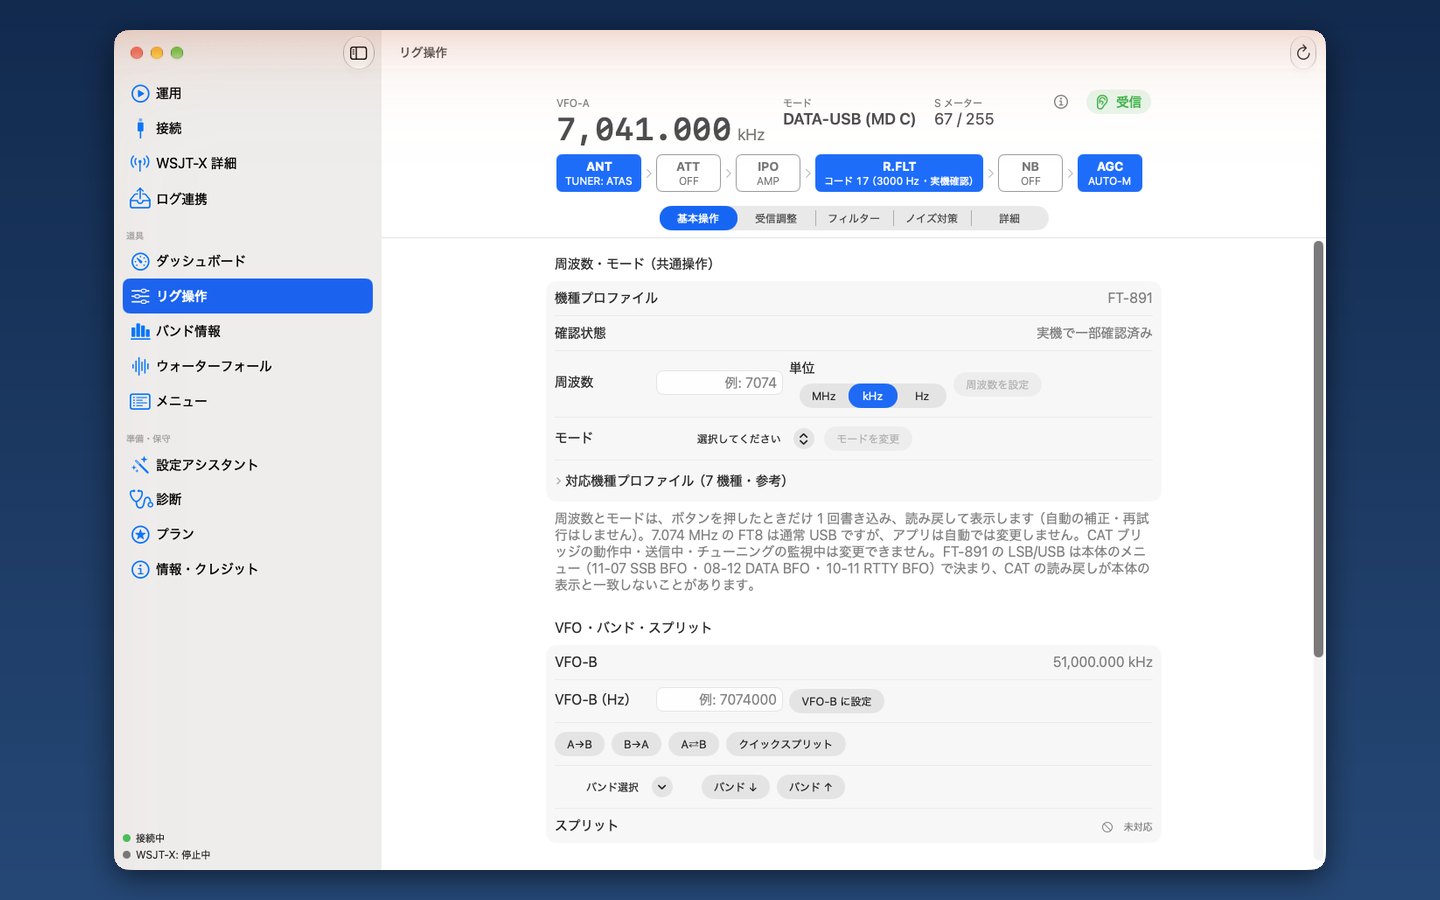 リグ操作
運用
接続
WSJT-X 詳細
ログ連携
道具
ダッシュボード
リグ操作
バンド情報
ウォーターフォール
メニュー
準備・保守
設定アシスタント
診断
プラン
情報・クレジット
接続中
WSJT-X: 停止中
VFO-A
7,041.000 kHz
モード
DATA-USB (MD C)
S メーター
67 / 255
受信
ANT
TUNER: ATAS
ATT
OFF
IPO
AMP
R.FLT
コード 17（3000 Hz・実機確認）
NB
OFF
AGC
AUTO-M
基本操作 受信調整 フィルター ノイズ対策 詳細
周波数・モード（共通操作）
機種プロファイル FT-891
確認状態 実機で一部確認済み
周波数 例: 7074
単位
MHz kHz Hz
周波数を設定
モード 選択してください モードを変更
対応機種プロファイル（7 機種・参考）
周波数とモードは、ボタンを押したときだけ 1 回書き込み、読み戻して表示します（自動の補正・再試
行はしません）。7.074 MHz の FT8 は通常 USB ですが、アプリは自動では変更しません。CAT ブリ
ッジの動作中・送信中・チューニングの監視中は変更できません。FT-891 の LSB/USB は本体のメニ
ュー（11-07 SSB BFO・08-12 DATA BFO・10-11 RTTY BFO）で決まり、CAT の読み戻しが本体の
表示と一致しないことがあります。
VFO・バンド・スプリット
VFO-B 51,000.000 kHz
VFO-B (Hz) 例: 7074000 VFO-B に設定
A→B B→A A⇄B クイックスプリット
バンド選択 バンド ↓ バンド ↑
スプリット 未対応